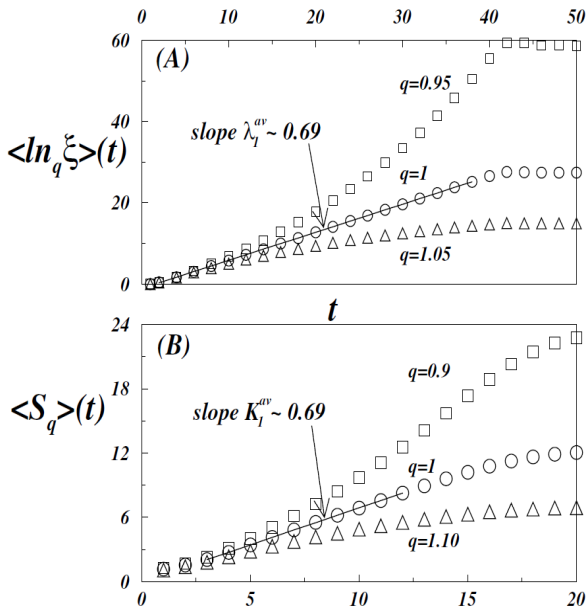 0 10 20 30 40 50
60
(A)
q=0.95
<ln_q ξ>(t)
40
slope λ_1^{av} ~ 0.69
q=1
20
q=1.05
0
t
24
(B)
q=0.9
<S_q>(t)
18
slope K_1^{av} ~ 0.69
12
q=1
6
q=1.10
0
0 5 10 15 20